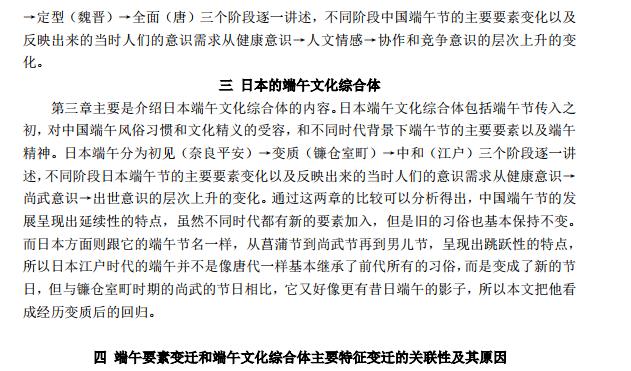 →定型（魏晋）→全面（唐）三个阶段逐一讲述，不同阶段中国端午节的主要要素变化以及
反映出来的当时人们的意识需求从健康意识→人文情感→协作和竞争意识的层次上升的变
化。
三 日本的端午文化综合体
第三章主要是介绍日本端午文化综合体的内容。日本端午文化综合体包括端午节传入之
初，对中国端午风俗习惯和文化精义的受容，和不同时代背景下端午节的主要要素以及端午
精神。日本端午分为初见（奈良平安）→变质（镰仓室町）→中和（江户）三个阶段逐一讲
述，不同阶段日本端午节的主要要素变化以及反映出来的当时人们的意识需求从健康意识→
尚武意识→出世意识的层次上升的变化。通过这两章的比较可以分析得出，中国端午节的发
展呈现出延续性的特点，虽然不同时代都有新的要素加入，但是旧的习俗也基本保持不变。
而日本方面则跟它的端午节名一样，从菖蒲节到尚武节再到男儿节，呈现出跳跃性的特点，
所以日本江户时代的端午并不是像唐代一样基本继承了前代所有的习俗，而是变成了新的节
日，但与镰仓室町时期的尚武的节日相比，它又好像更有昔日端午的影子，所以本文把他看
成经历变质后的回归。
四 端午要素变迁和端午文化综合体主要特征变迁的关联性及其原因